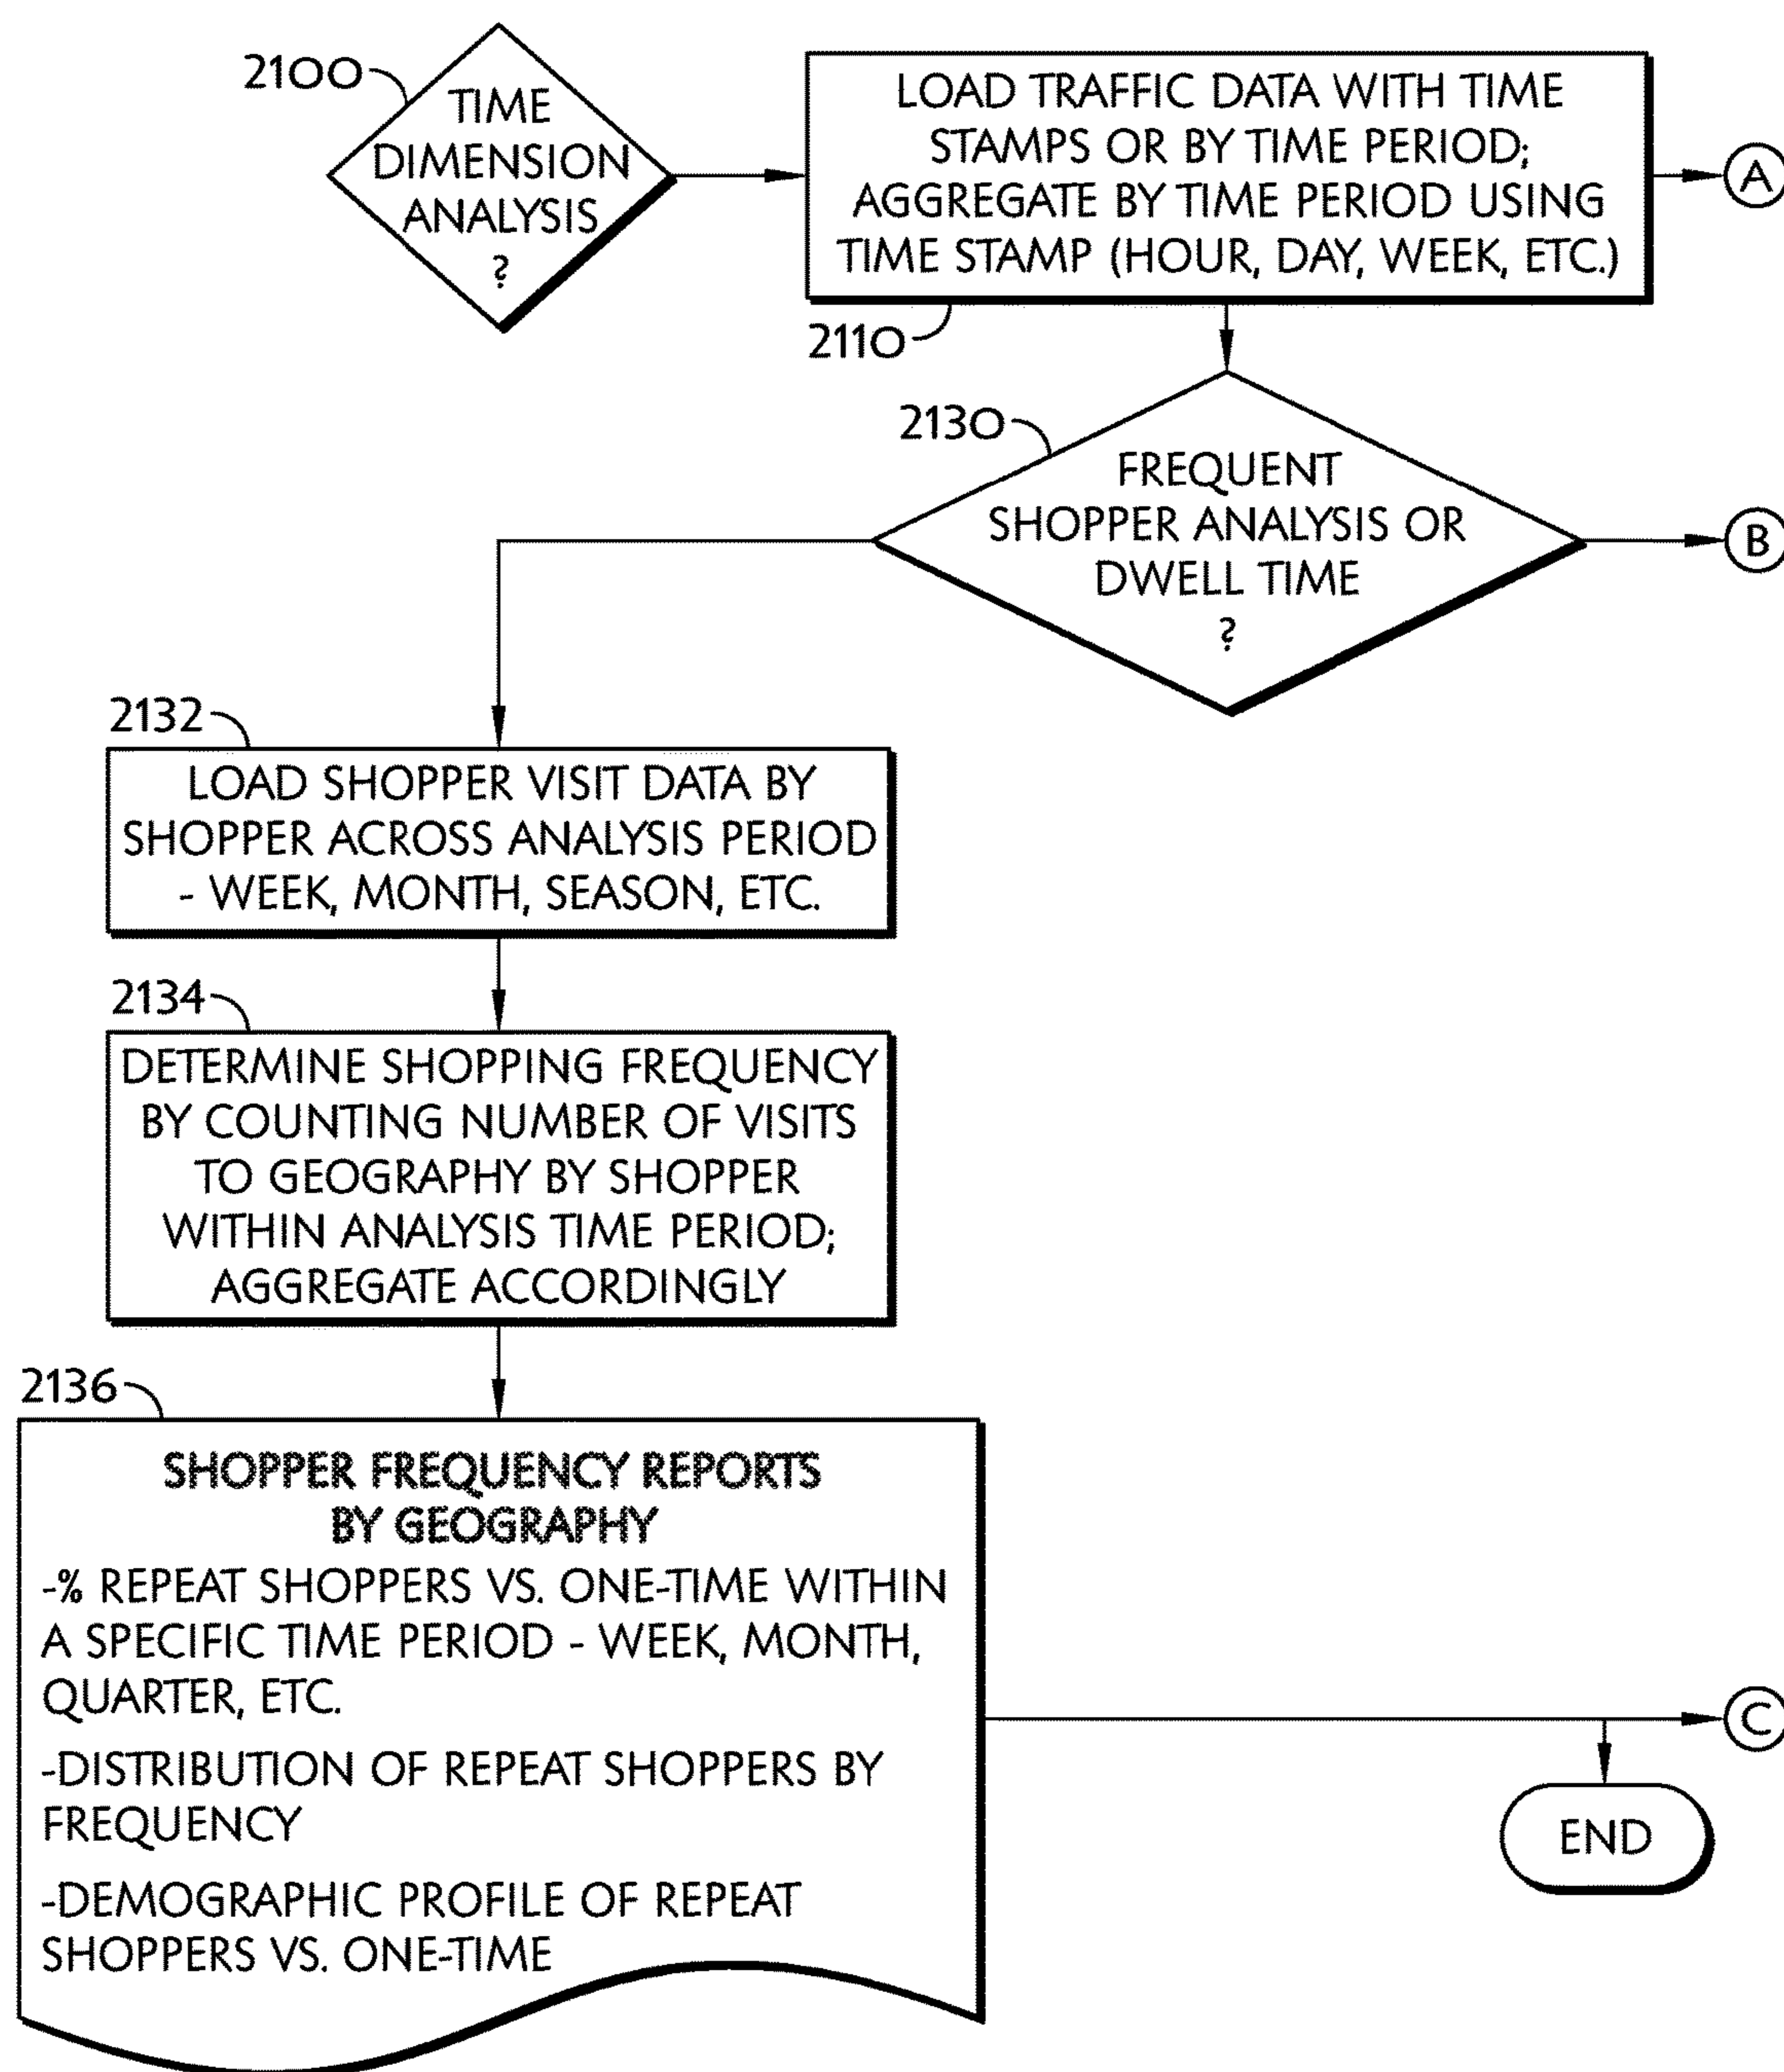 2100
TIME
DIMENSION
ANALYSIS
?
LOAD TRAFFIC DATA WITH TIME
STAMPS OR BY TIME PERIOD;
AGGREGATE BY TIME PERIOD USING
TIME STAMP (HOUR, DAY, WEEK, ETC.)
A
2110
2130
FREQUENT
SHOPPER ANALYSIS OR
DWELL TIME
?
B
2132
LOAD SHOPPER VISIT DATA BY
SHOPPER ACROSS ANALYSIS PERIOD
- WEEK, MONTH, SEASON, ETC.
2134
DETERMINE SHOPPING FREQUENCY
BY COUNTING NUMBER OF VISITS
TO GEOGRAPHY BY SHOPPER
WITHIN ANALYSIS TIME PERIOD;
AGGREGATE ACCORDINGLY
2136
SHOPPER FREQUENCY REPORTS
BY GEOGRAPHY
-% REPEAT SHOPPERS VS. ONE-TIME WITHIN
A SPECIFIC TIME PERIOD - WEEK, MONTH,
QUARTER, ETC.
-DISTRIBUTION OF REPEAT SHOPPERS BY
FREQUENCY
-DEMOGRAPHIC PROFILE OF REPEAT
SHOPPERS VS. ONE-TIME
C
END